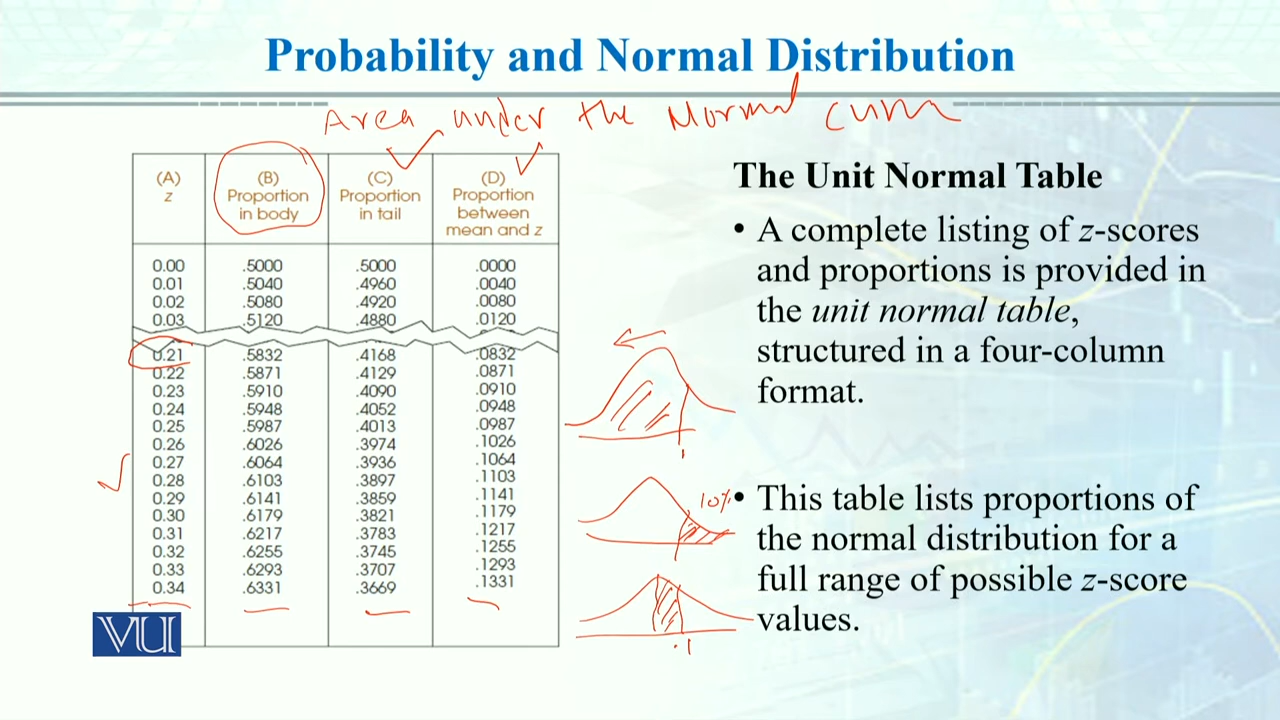 Probability and Normal Distribution
Area under the Normal Curve
(A) (B) (C) (D)
z Proportion Proportion Proportion
in body in tail between
mean and z
0.00 .5000 .5000 .0000
0.01 .5040 .4960 .0040
0.02 .5080 .4920 .0080
0.03 .5120 .4880 .0120
0.21 .5832 .4168 .0832
0.22 .5871 .4129 .0871
0.23 .5910 .4090 .0910
0.24 .5948 .4052 .0948
0.25 .5987 .4013 .0987
0.26 .6026 .3974 .1026
0.27 .6064 .3936 .1064
0.28 .6103 .3897 .1103
0.29 .6141 .3859 .1141
0.30 .6179 .3821 .1179
0.31 .6217 .3783 .1217
0.32 .6255 .3745 .1255
0.33 .6293 .3707 .1293
0.34 .6331 .3669 .1331
VU
10%
The Unit Normal Table
• A complete listing of z-scores
and proportions is provided in
the unit normal table,
structured in a four-column
format.
• This table lists proportions of
the normal distribution for a
full range of possible z-score
values.